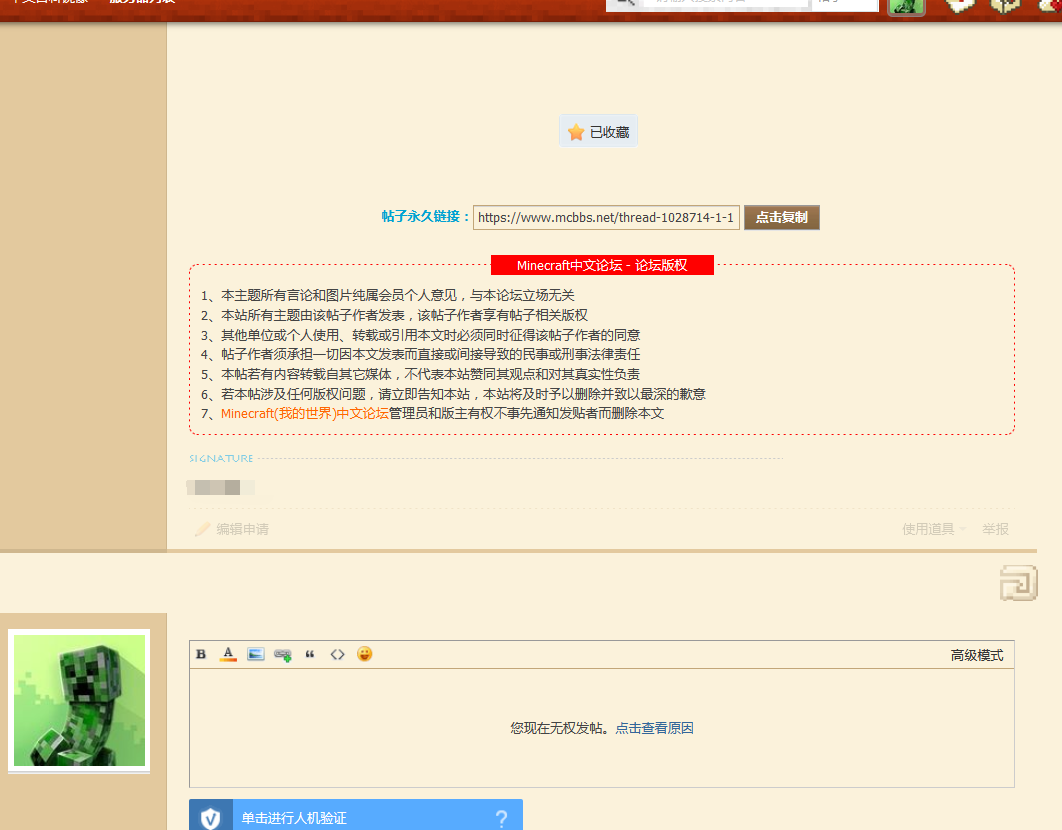 已收藏
帖子永久链接：
https://www.mcbbs.net/thread-1028714-1-1
点击复制
Minecraft中文论坛 - 论坛版权
1、本主题所有言论和图片纯属会员个人意见，与本论坛立场无关
2、本站所有主题由该帖子作者发表，该帖子作者享有帖子相关版权
3、其他单位或个人使用、转载或引用本文时必须同时征得该帖子作者的同意
4、帖子作者须承担一切因本文发表而直接或间接导致的民事或刑事法律责任
5、本帖若有内容转载自其它媒体，不代表本站赞同其观点和对其真实性负责
6、若本帖涉及任何版权问题，请立即告知本站，本站将及时予以删除并致以最深的歉意
7、Minecraft(我的世界)中文论坛管理员和版主有权不事先通知发贴者而删除本文
SIGNATURE
编辑申请
使用道具
举报
B A “ <>
高级模式
您现在无权发帖。点击查看原因
V 单击进行人机验证 ?